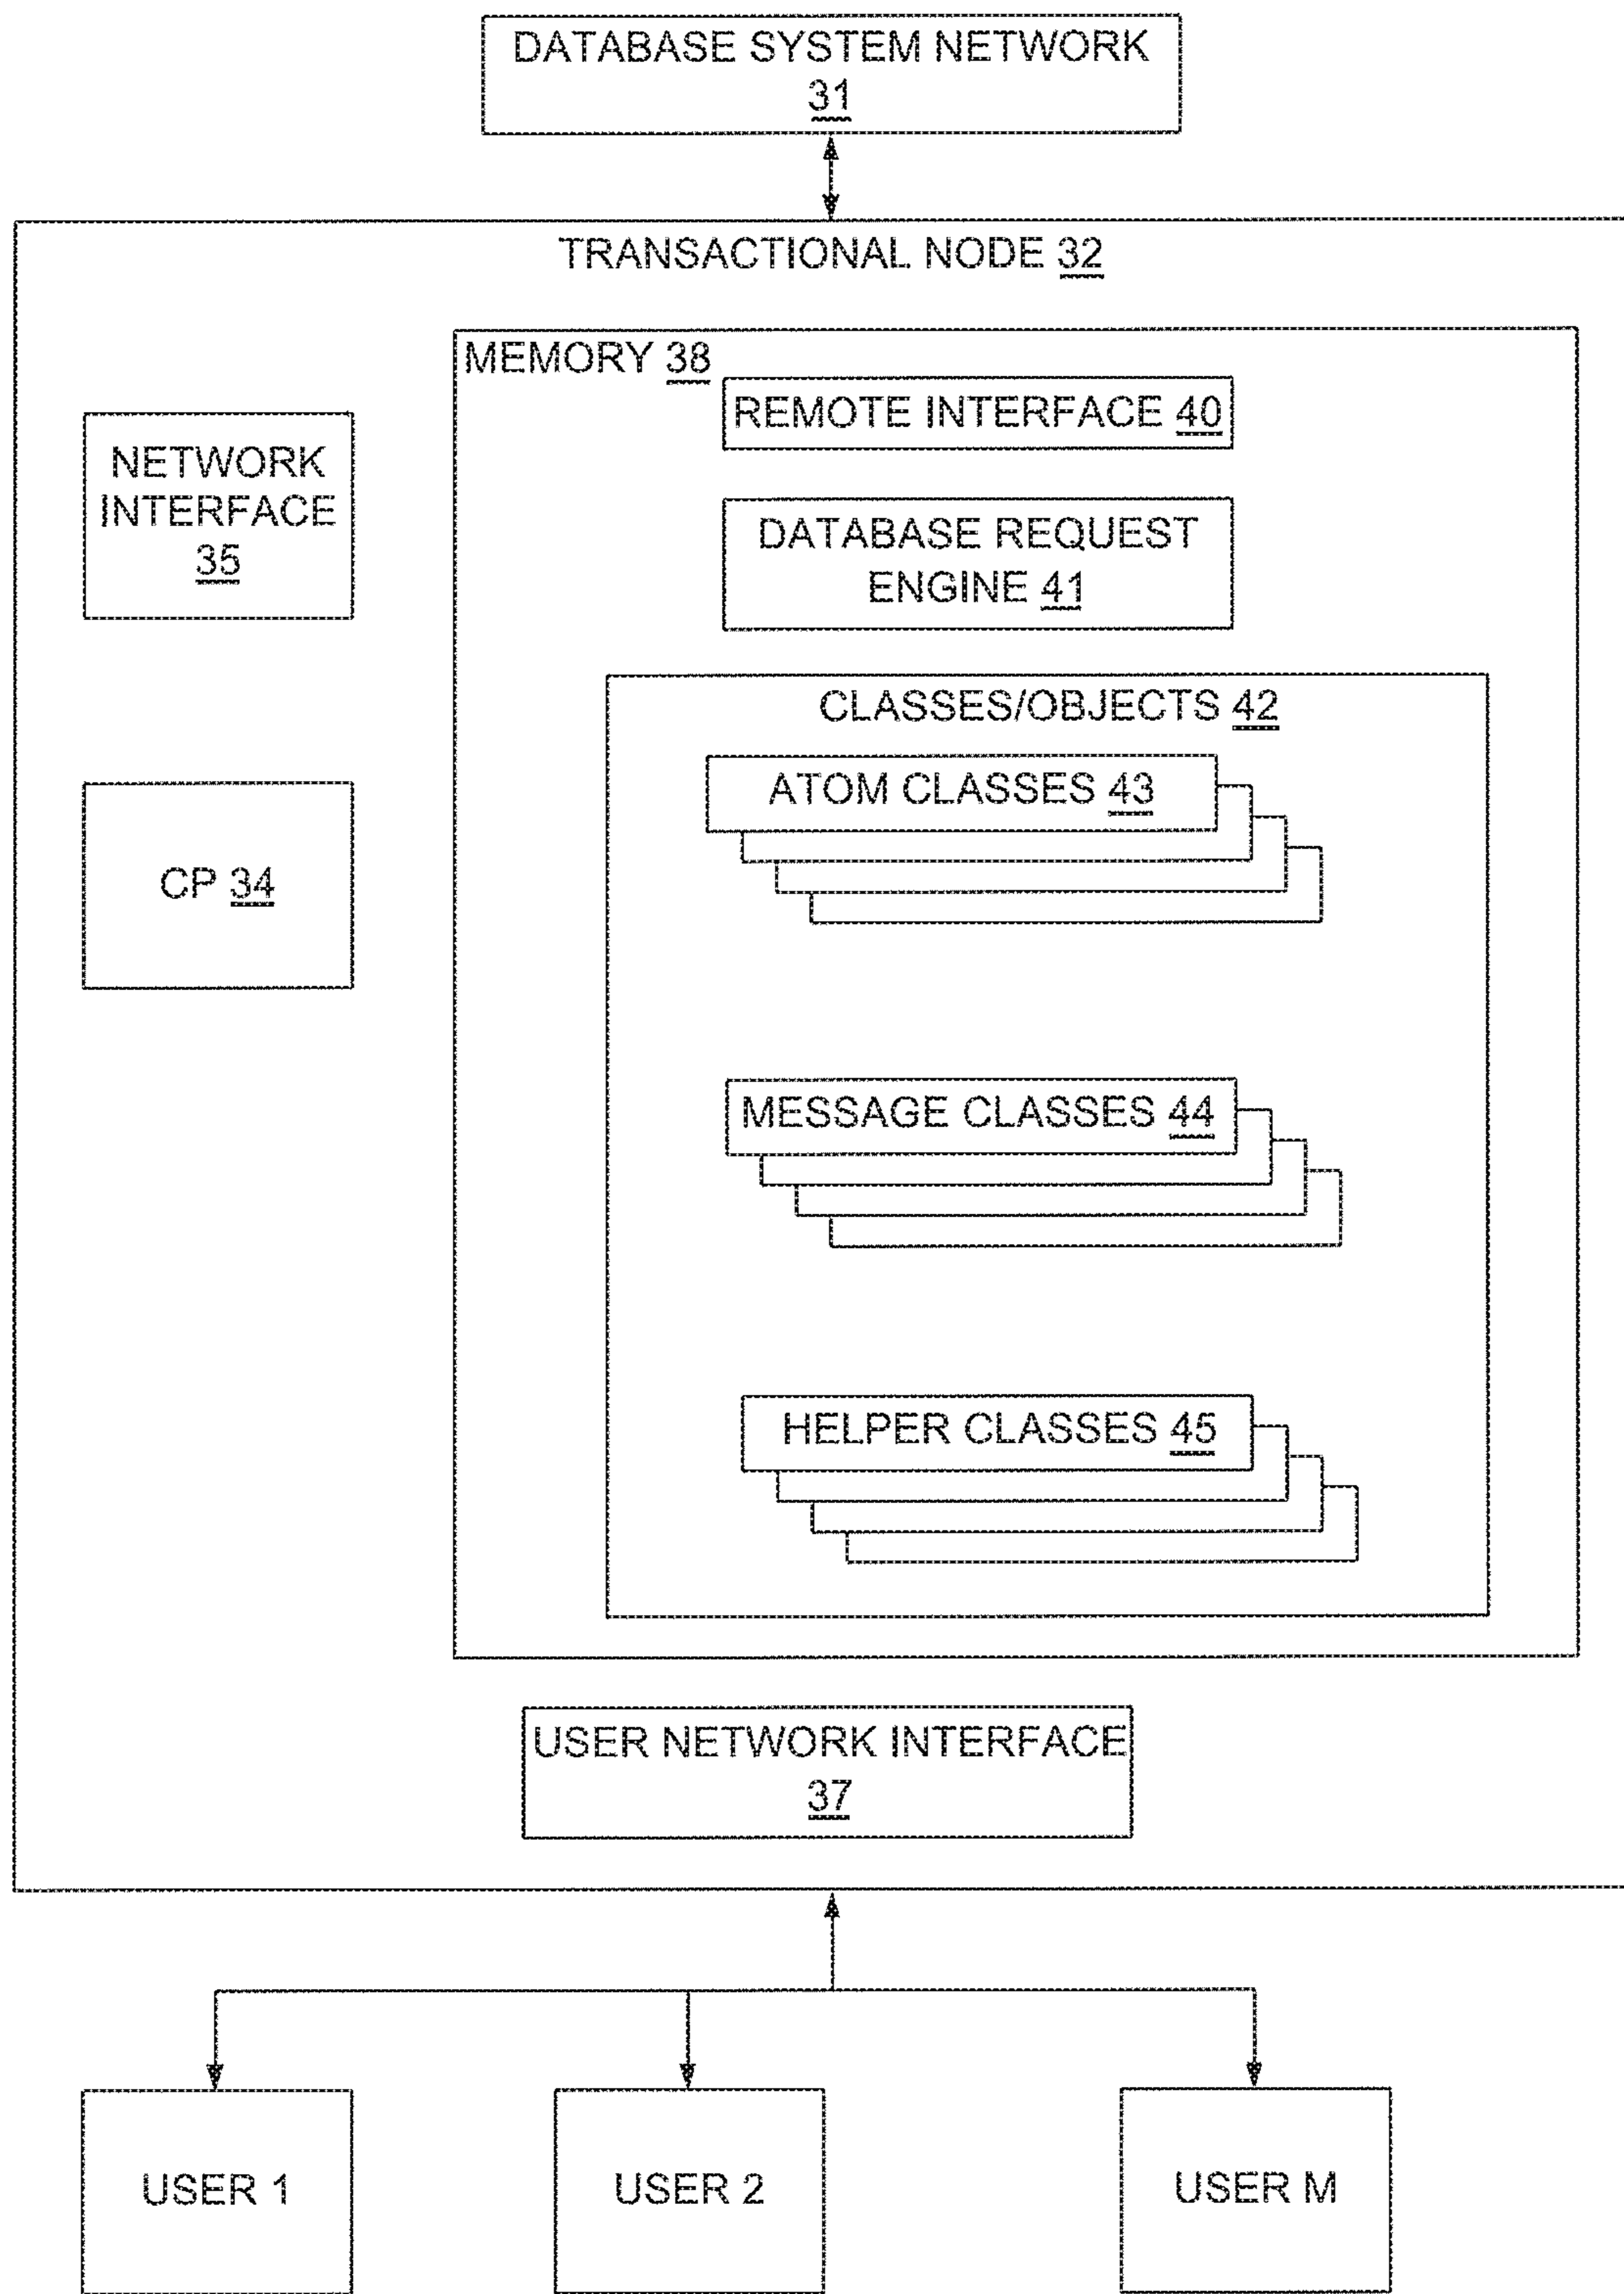 DATABASE SYSTEM NETWORK
31
TRANSACTIONAL NODE 32
MEMORY 38
REMOTE INTERFACE 40
NETWORK
INTERFACE
35
DATABASE REQUEST
ENGINE 41
CLASSES/OBJECTS 42
ATOM CLASSES 43
CP 34
MESSAGE CLASSES 44
HELPER CLASSES 45
USER NETWORK INTERFACE
37
USER 1
USER 2
USER M